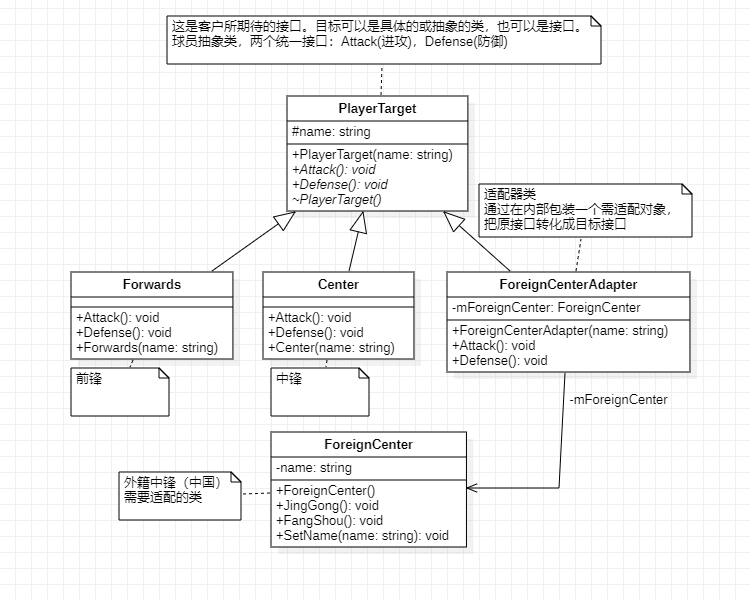 这是客户所期待的接口。目标可以是具体的或抽象的类，也可以是接口。
球员抽象类，两个统一接口：Attack(进攻)，Defense(防御)
PlayerTarget
#name: string
+PlayerTarget(name: string)
+Attack(): void
+Defense(): void
~PlayerTarget()
适配器类
通过在内部包装一个需适配对象，
把原接口转化成目标接口
Forwards
+Attack(): void
+Defense(): void
+Forwards(name: string)
前锋
Center
+Attack(): void
+Defense(): void
+Center(name: string)
中锋
ForeignCenterAdapter
-mForeignCenter: ForeignCenter
+ForeignCenterAdapter(name: string)
+Attack(): void
+Defense(): void
-mForeignCenter
外籍中锋（中国）
需要适配的类
ForeignCenter
-name: string
+ForeignCenter()
+JingGong(): void
+FangShou(): void
+SetName(name: string): void